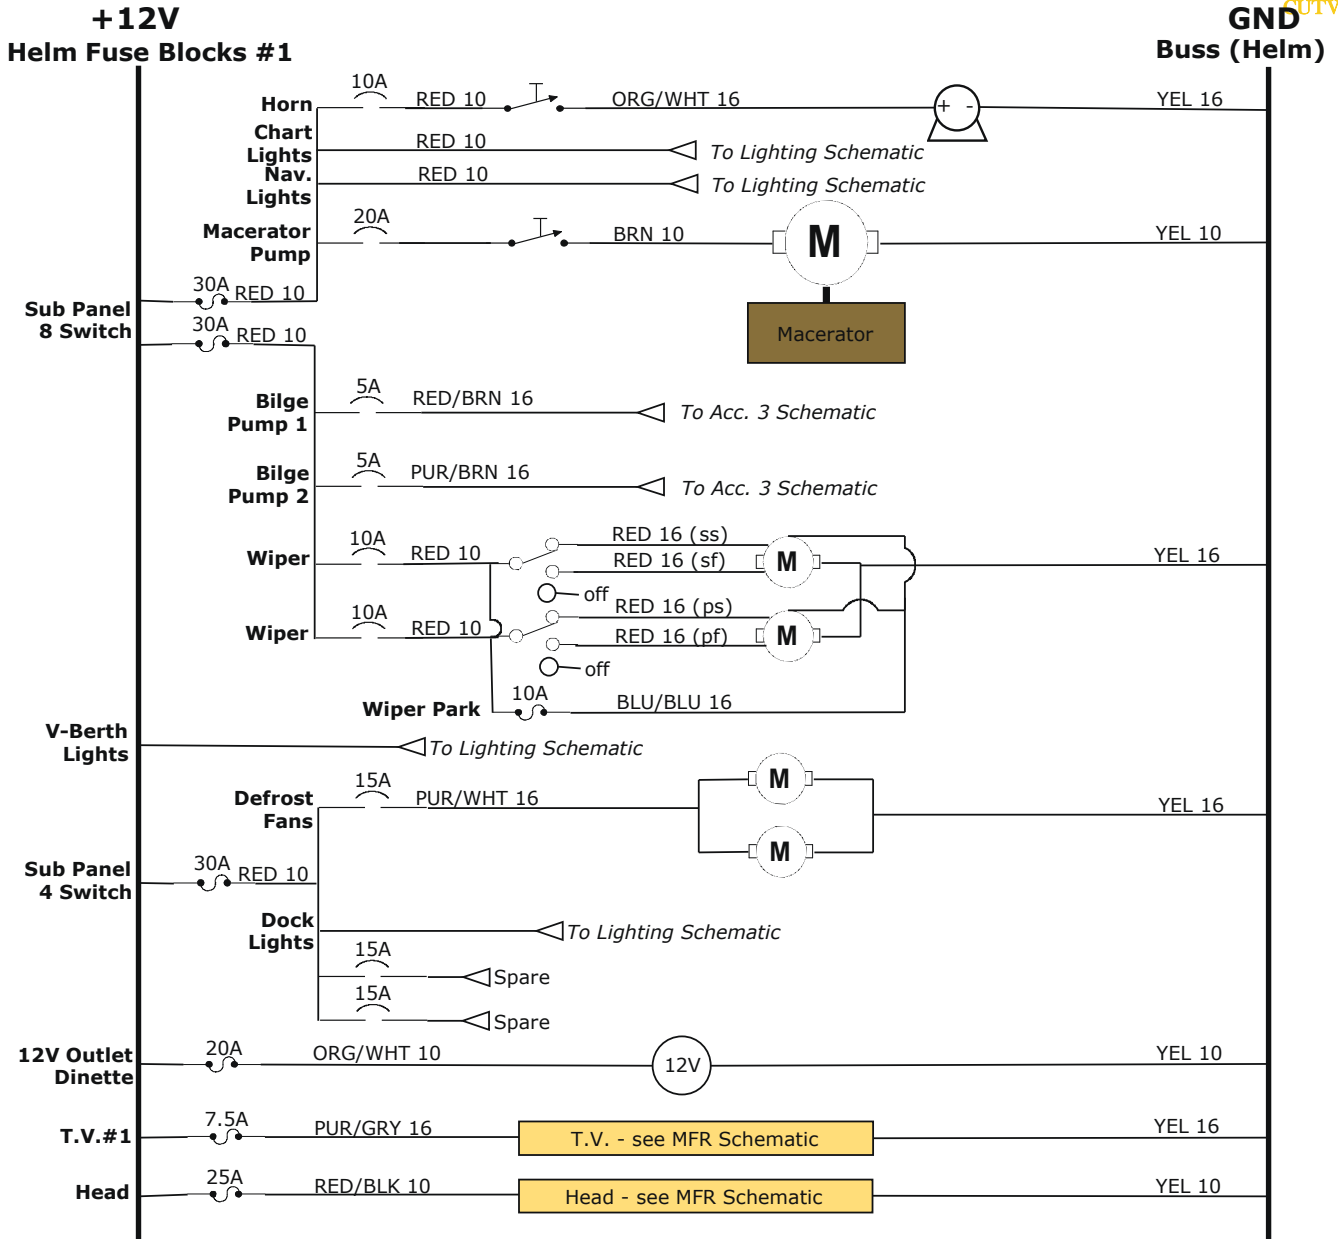 +12V
Helm Fuse Blocks #1
GND
Buss (Helm)
Horn
10A
RED 10
ORG/WHT 16
+ -
YEL 16
Chart
Lights
RED 10
To Lighting Schematic
Nav.
Lights
RED 10
To Lighting Schematic
Macerator
Pump
20A
BRN 10
M
YEL 10
Macerator
Sub Panel
8 Switch
30A
RED 10
30A
RED 10
Bilge
Pump 1
5A
RED/BRN 16
To Acc. 3 Schematic
Bilge
Pump 2
5A
PUR/BRN 16
To Acc. 3 Schematic
Wiper
10A
RED 10
RED 16 (ss)
RED 16 (sf)
off
M
YEL 16
Wiper
10A
RED 10
RED 16 (ps)
RED 16 (pf)
off
M
Wiper Park
10A
BLU/BLU 16
V-Berth
Lights
To Lighting Schematic
Defrost
Fans
15A
PUR/WHT 16
M
M
YEL 16
Sub Panel
4 Switch
30A
RED 10
Dock
Lights
To Lighting Schematic
15A
Spare
15A
Spare
12V Outlet
Dinette
20A
ORG/WHT 10
12V
YEL 10
T.V.#1
7.5A
PUR/GRY 16
T.V. - see MFR Schematic
YEL 16
Head
25A
RED/BLK 10
Head - see MFR Schematic
YEL 10